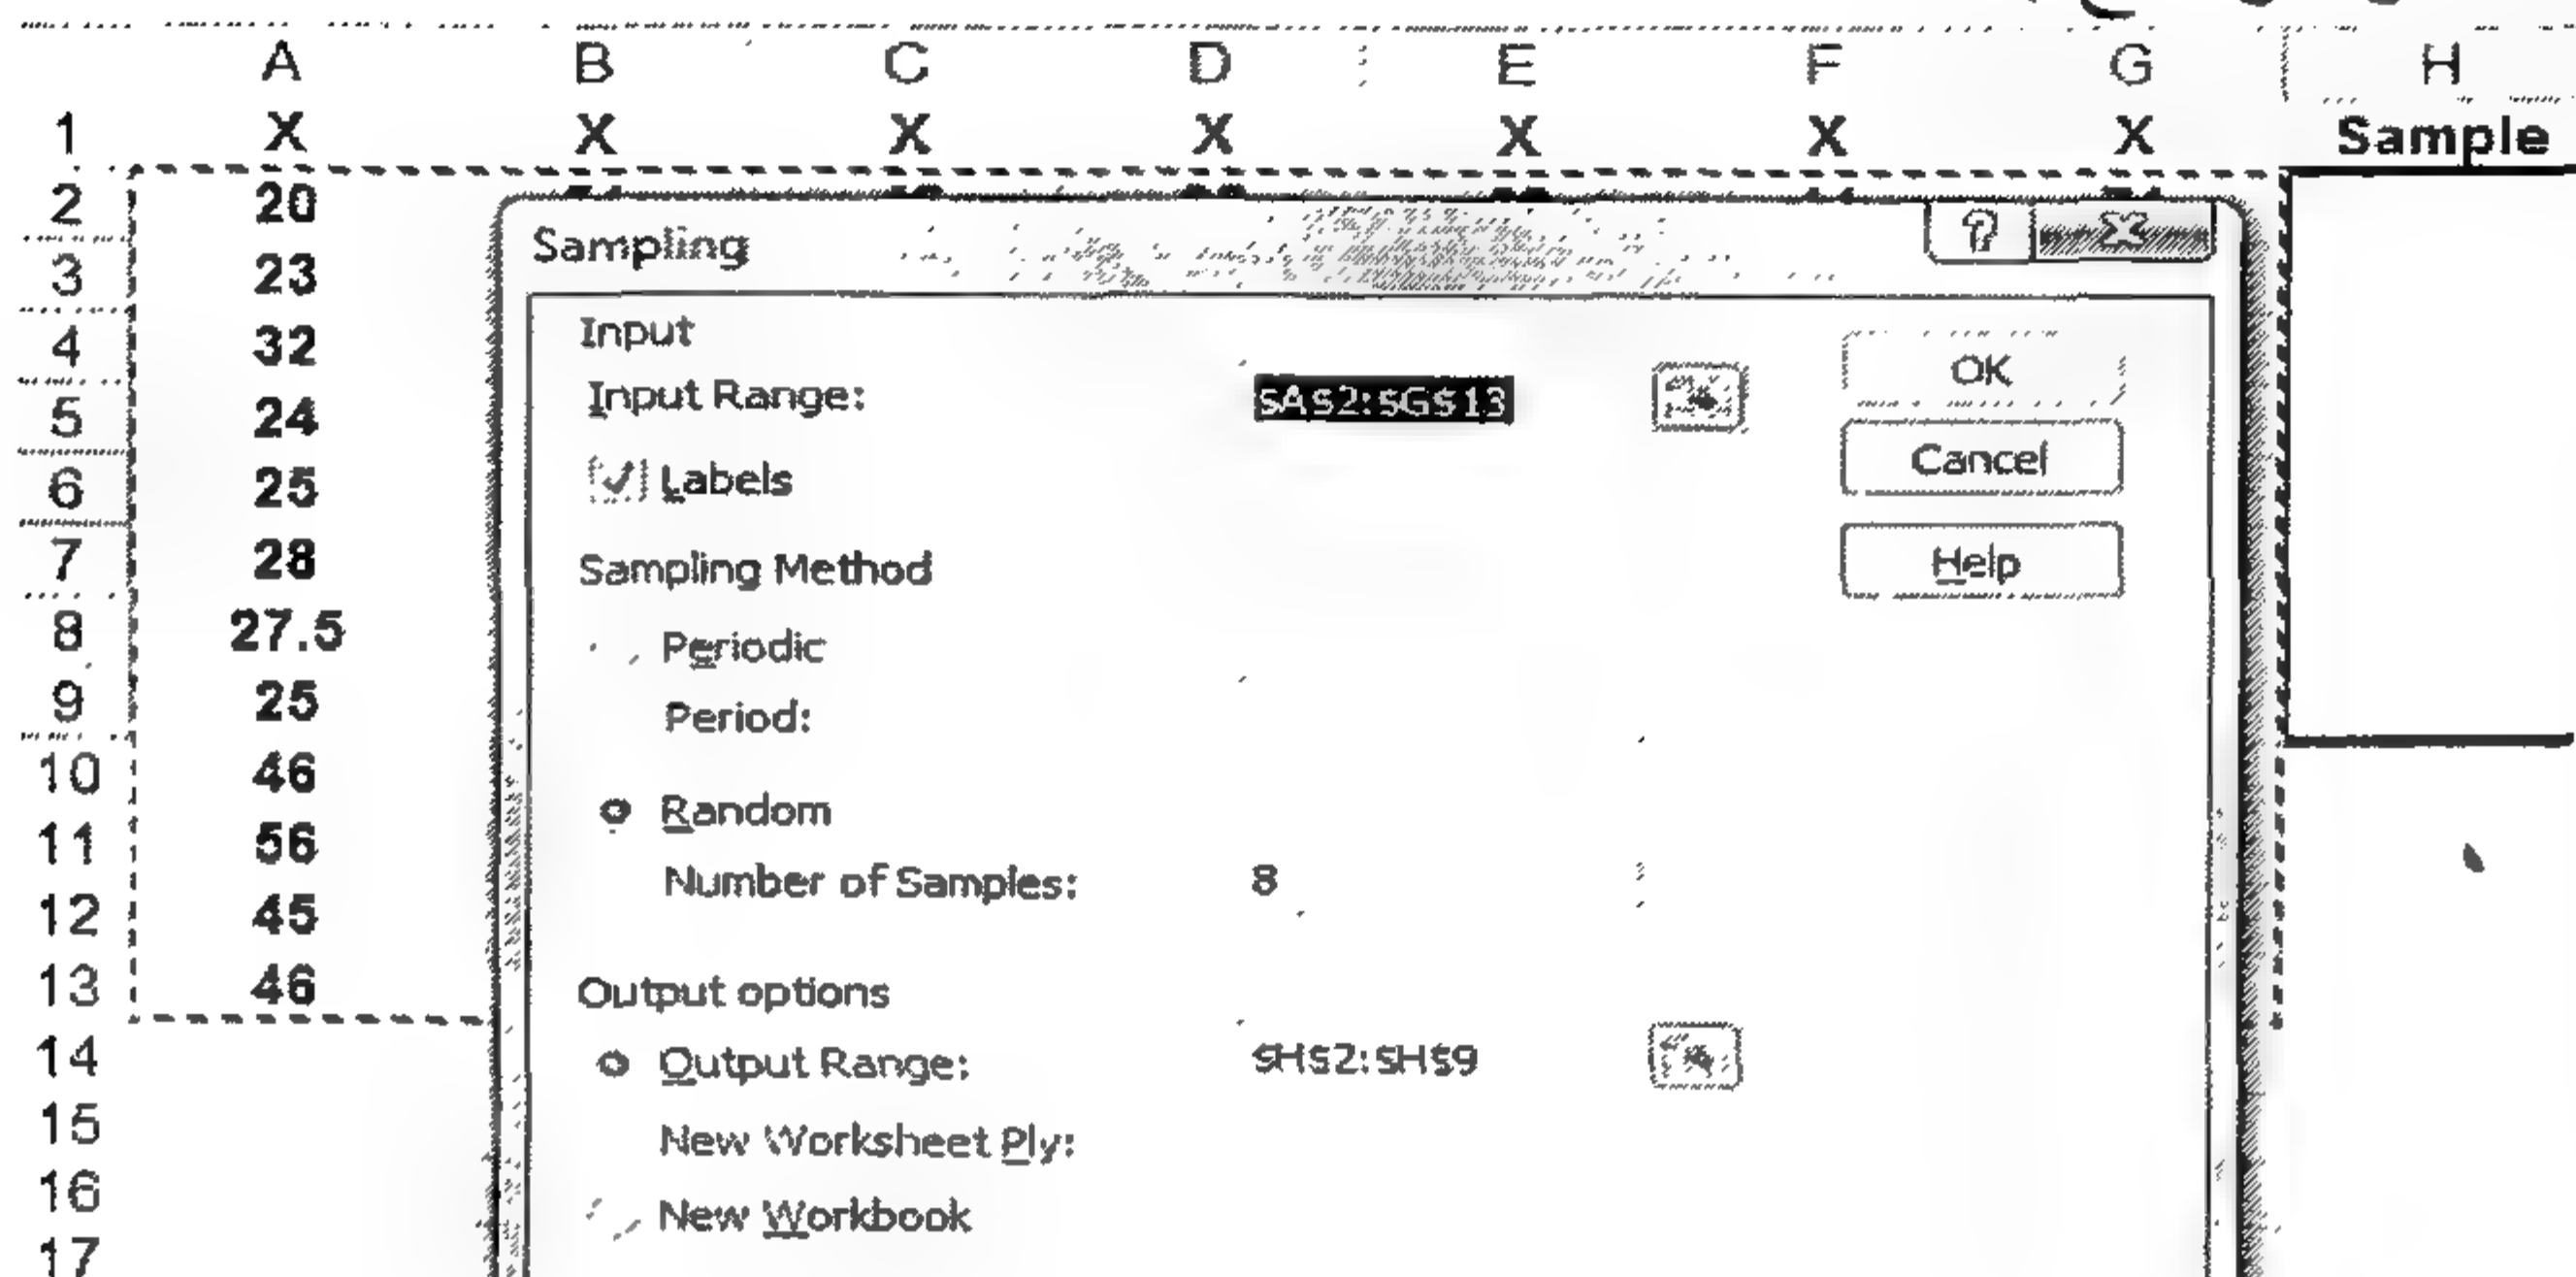 A B C D E F G H
1 X X X X X X X Sample
2 20
Sampling
3 23
Input
4 32 OK
Input Range: $A$2:$G$13
5 24
Cancel
6 25 Labels
7 28 Sampling Method Help
8 27.5 Periodic
9 25 Period:
10 46
Random
11 56
Number of Samples: 8
12 45
13 46 Output options
14 Output Range: $H$2:$H$9
15 New Worksheet Ply:
16 New Workbook
17